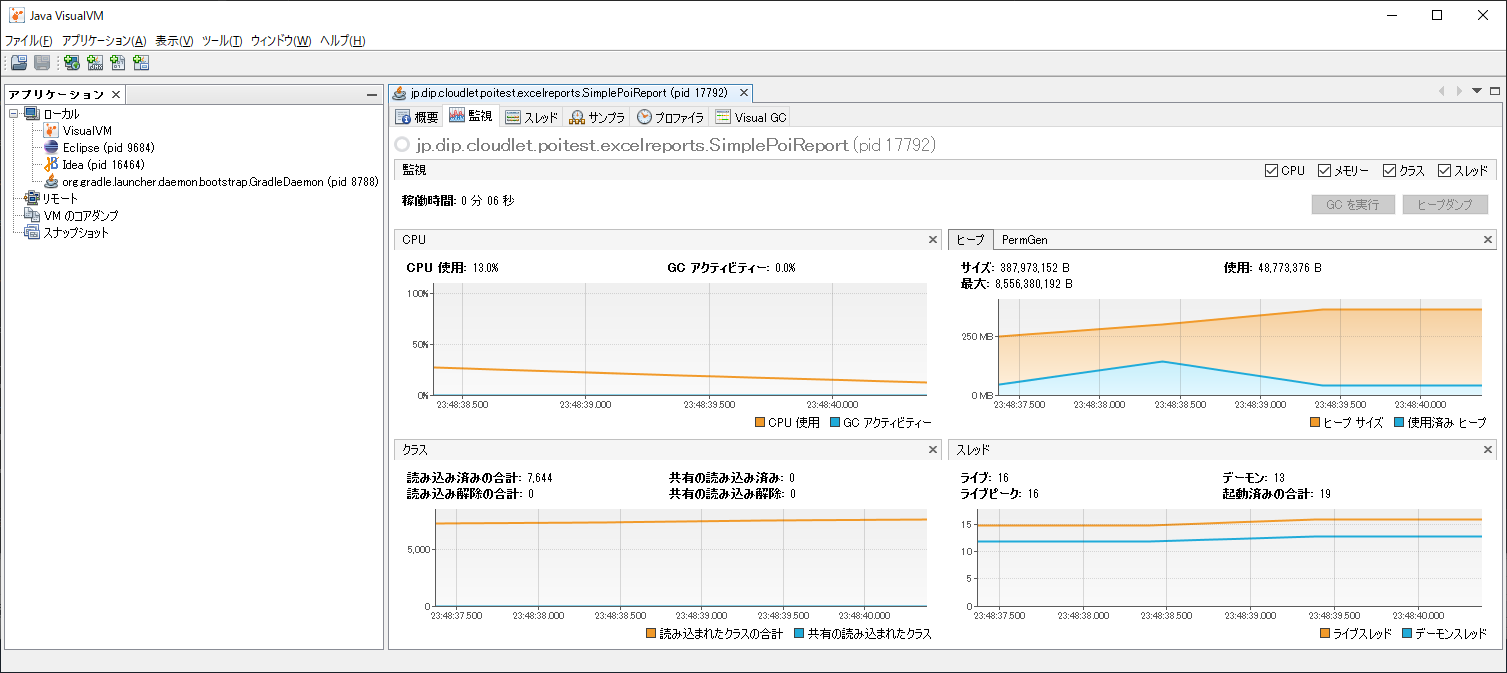 Java VisualVM
ファイル(F) アプリケーション(A) 表示(V) ツール(T) ウィンドウ(W) ヘルプ(H)
アプリケーション
ローカル
VisualVM
Eclipse (pid 9684)
Idea (pid 16464)
org.gradle.launcher.daemon.bootstrap.GradleDaemon (pid 8788)
リモート
VM のコアダンプ
スナップショット
jp.dip.cloudlet.poitest.excelreports.SimplePoiReport (pid 17792)
概要 監視 スレッド サンプラ プロファイラ Visual GC
jp.dip.cloudlet.poitest.excelreports.SimplePoiReport (pid 17792)
監視 CPU メモリー クラス スレッド
稼働時間: 0 分 06 秒
GC を実行 ヒープダンプ
CPU
CPU 使用: 13.0% GC アクティビティー: 0.0%
100%
50%
0%
23:48:38.500 23:48:39.000 23:48:39.500 23:48:40.000
CPU 使用 GC アクティビティー
ヒープ PermGen
サイズ: 387,973,152 B 使用: 48,773,376 B
最大: 8,556,380,192 B
250 MB
0 MB
23:48:37.500 23:48:38.000 23:48:38.500 23:48:39.000 23:48:39.500 23:48:40.000
ヒープ サイズ 使用済み ヒープ
クラス
読み込み済みの合計: 7,644 共有の読み込み済み: 0
読み込み解除の合計: 0 共有の読み込み解除: 0
5,000
0
23:48:37.500 23:48:38.000 23:48:38.500 23:48:39.000 23:48:39.500 23:48:40.000
読み込まれたクラスの合計 共有の読み込まれたクラス
スレッド
ライブ: 16 デーモン: 13
ライブピーク: 16 起動済みの合計: 19
15
10
5
0
23:48:37.500 23:48:38.000 23:48:38.500 23:48:39.000 23:48:39.500 23:48:40.000
ライブスレッド デーモンスレッド